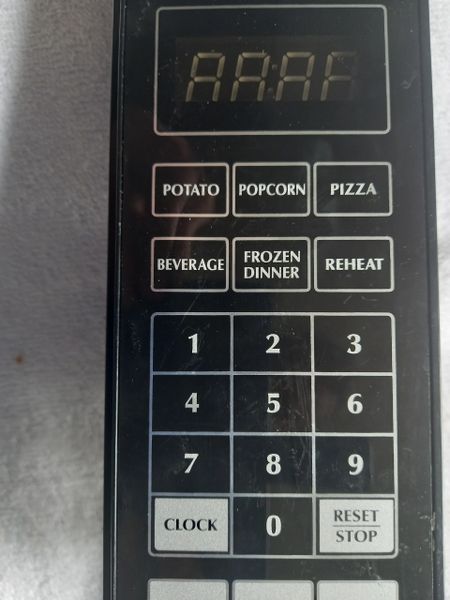 AAAF
POTATO POPCORN PIZZA
BEVERAGE FROZEN DINNER REHEAT
1 2 3
4 5 6
7 8 9
CLOCK 0 RESET STOP